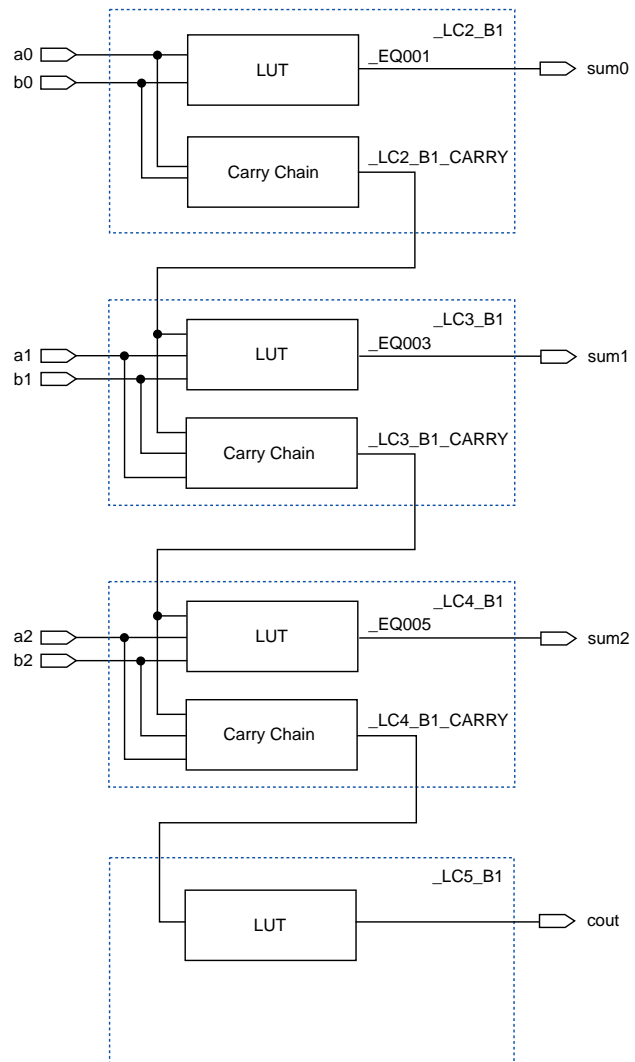 _LC2_B1
a0
LUT
_EQ001
sum0
b0
Carry Chain
_LC2_B1_CARRY
_LC3_B1
a1
LUT
_EQ003
sum1
b1
Carry Chain
_LC3_B1_CARRY
_LC4_B1
a2
LUT
_EQ005
sum2
b2
Carry Chain
_LC4_B1_CARRY
_LC5_B1
LUT
cout